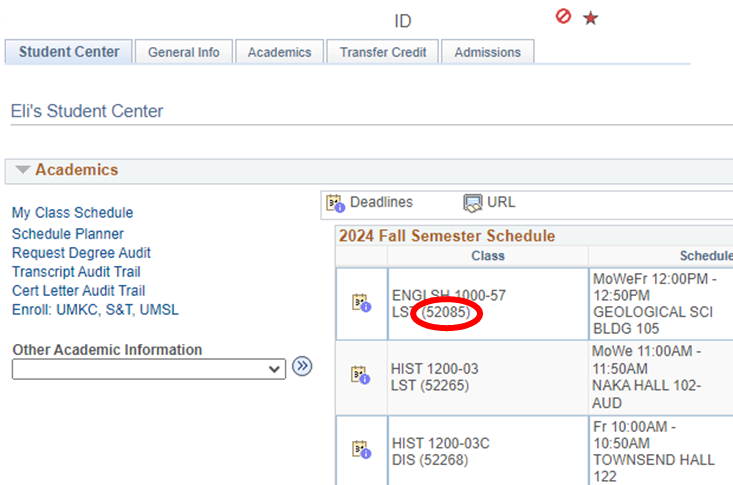 ID
Student Center
General Info
Academics
Transfer Credit
Admissions
Eli's Student Center
Academics
My Class Schedule
Schedule Planner
Request Degree Audit
Transcript Audit Trail
Cert Letter Audit Trail
Enroll: UMKC, S&T, UMSL
Other Academic Information
Deadlines
URL
2024 Fall Semester Schedule
Class
Schedule
ENGLSH 1000-57
LST (52085)
MoWeFr 12:00PM -
12:50PM
GEOLOGICAL SCI
BLDG 105
HIST 1200-03
LST (52265)
MoWe 11:00AM -
11:50AM
NAKA HALL 102-
AUD
HIST 1200-03C
DIS (52268)
Fr 10:00AM -
10:50AM
TOWNSEND HALL
122